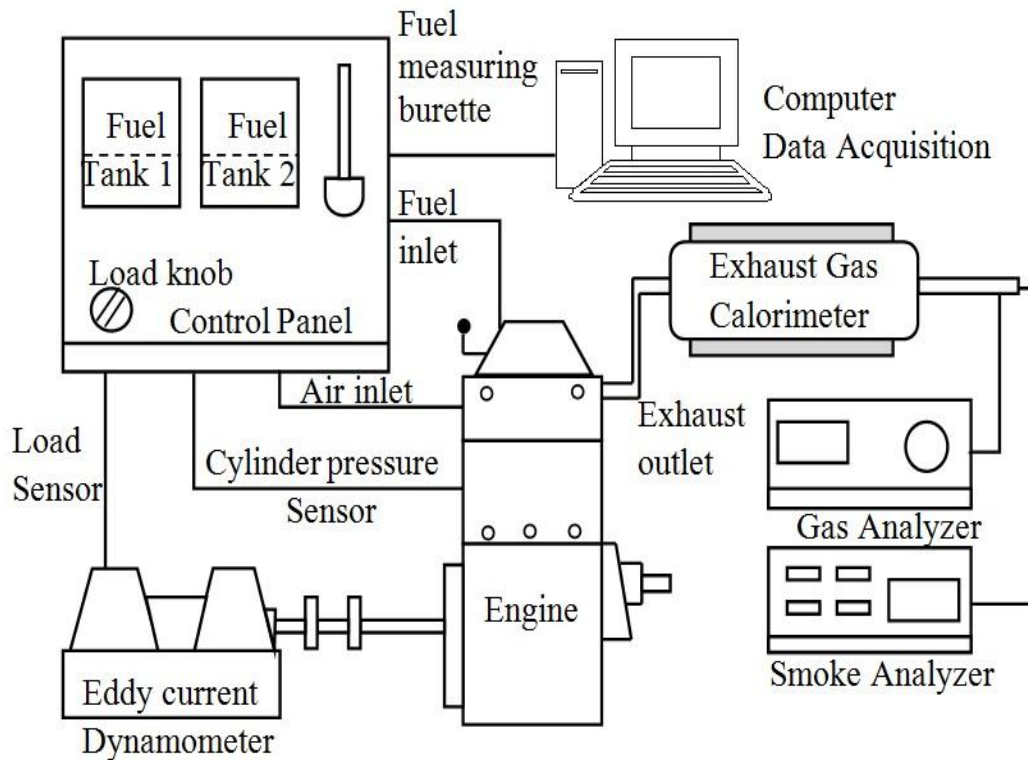 Fuel
measuring
burette
Fuel
Tank 1
Fuel
Tank 2
Computer
Data Acquisition
Fuel
inlet
Load knob
Control Panel
Exhaust Gas
Calorimeter
Air inlet
Exhaust
outlet
Load
Sensor
Cylinder pressure
Sensor
Gas Analyzer
Engine
Smoke Analyzer
Eddy current
Dynamometer